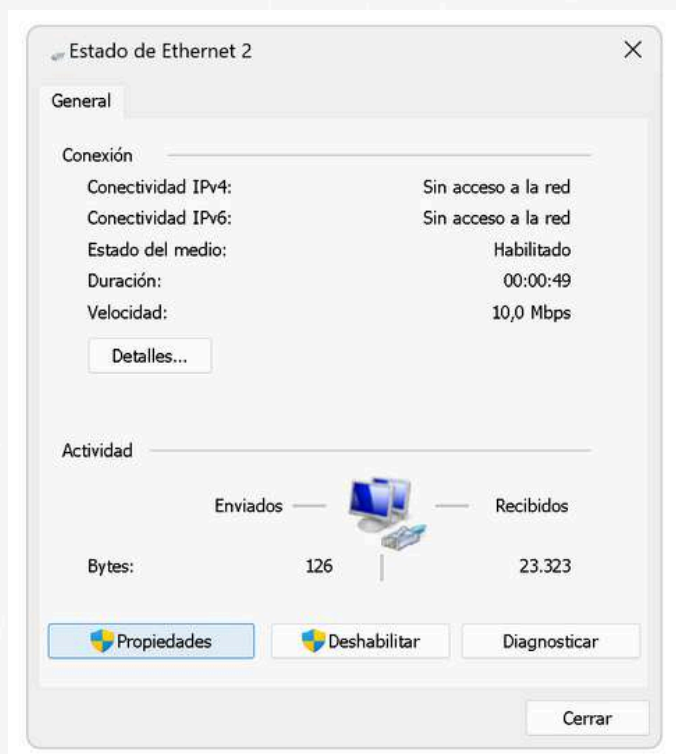 Estado de Ethernet 2
General
Conexión
Conectividad IPv4: Sin acceso a la red
Conectividad IPv6: Sin acceso a la red
Estado del medio: Habilitado
Duración: 00:00:49
Velocidad: 10,0 Mbps
Detalles...
Actividad
Enviados Recibidos
Bytes: 126 23.323
Propiedades Deshabilitar Diagnosticar
Cerrar